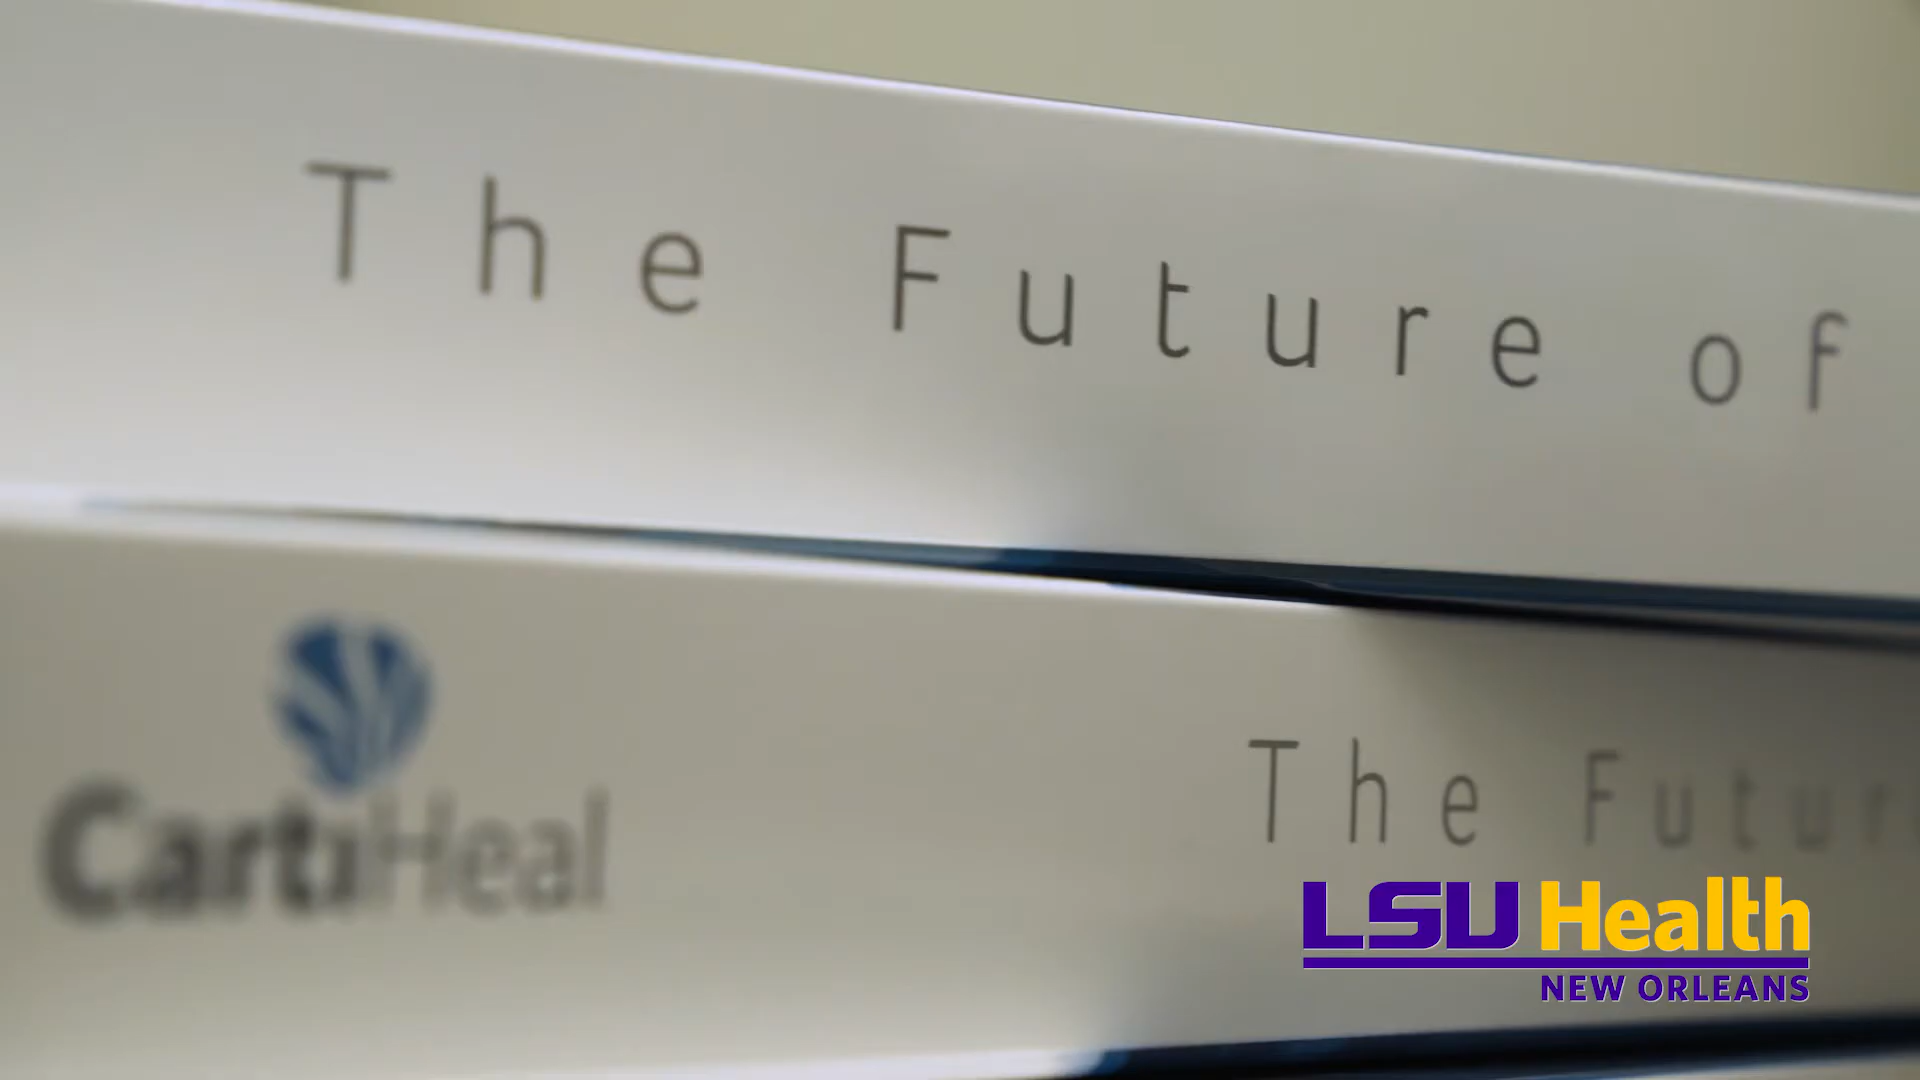 The Future of
CartiHeal
The Futur
LSU Health
NEW ORLEANS